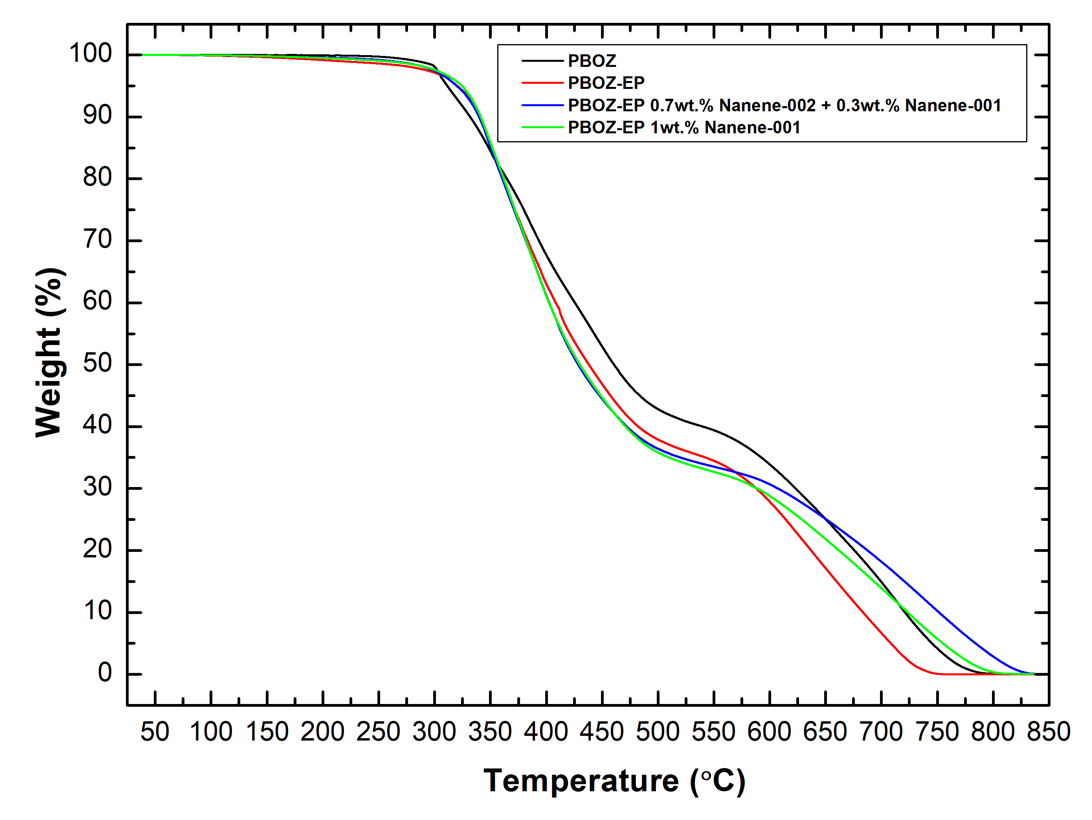 PBOZ
PBOZ-EP
PBOZ-EP 0.7wt.% Nanene-002 + 0.3wt.% Nanene-001
PBOZ-EP 1wt.% Nanene-001
100
90
80
70
60
50
40
30
20
10
0
Weight (%)
50 100 150 200 250 300 350 400 450 500 550 600 650 700 750 800 850
Temperature (°C)